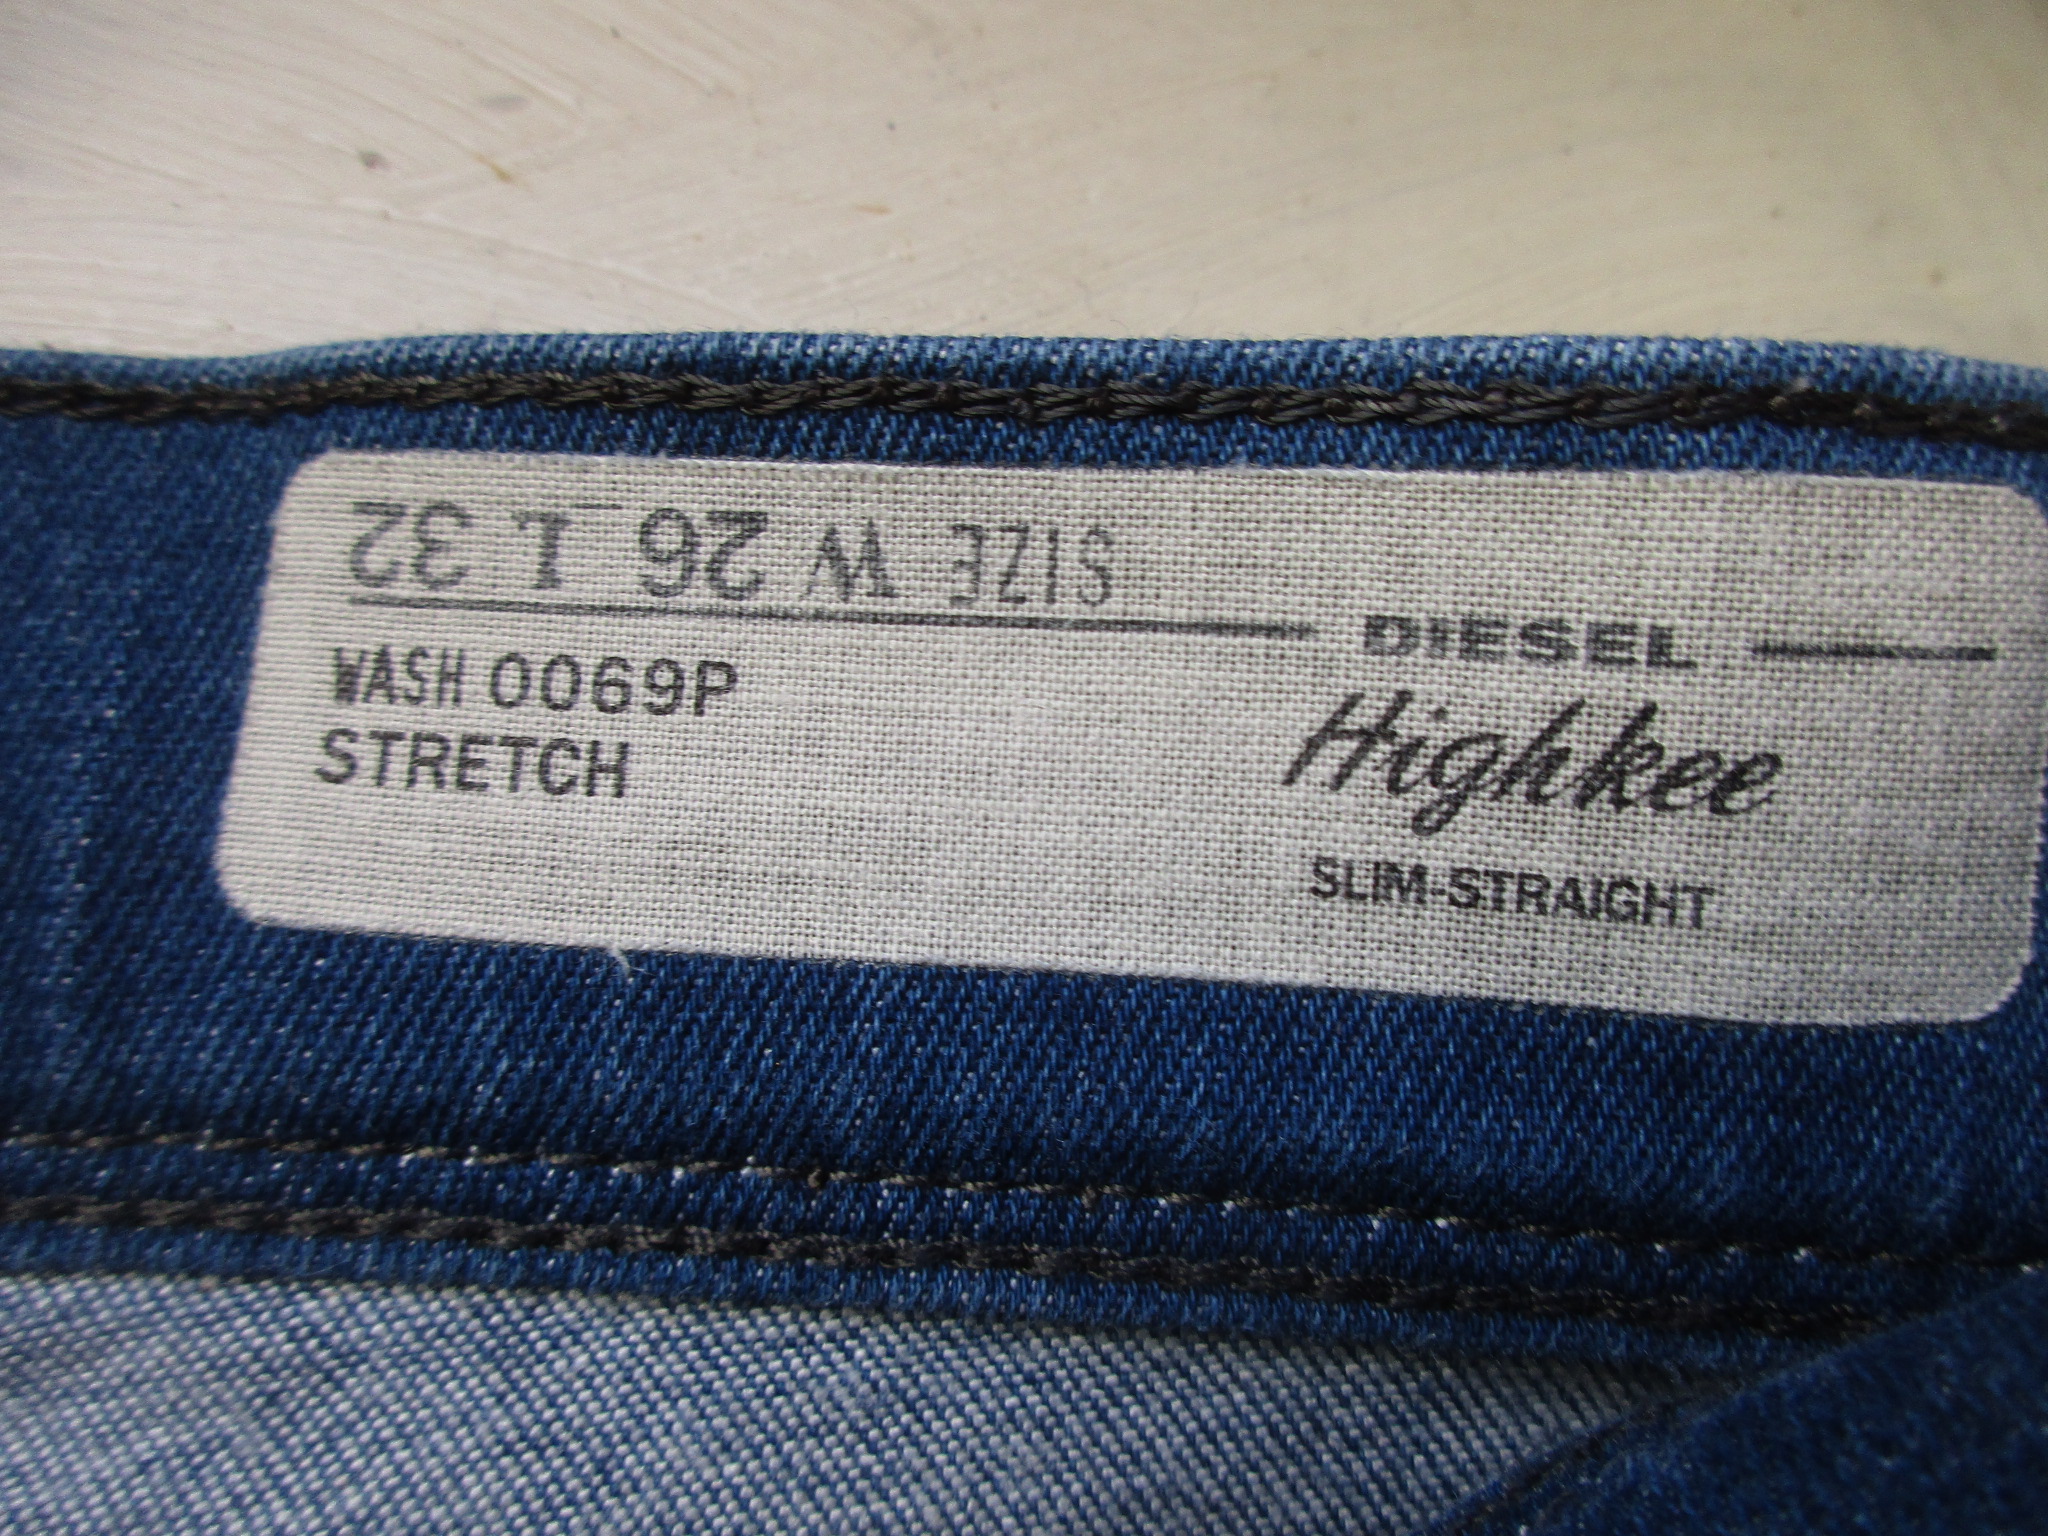 SIZE W 26 L 32
DIESEL
WASH 0069P
STRETCH
Highkee
SLIM-STRAIGHT